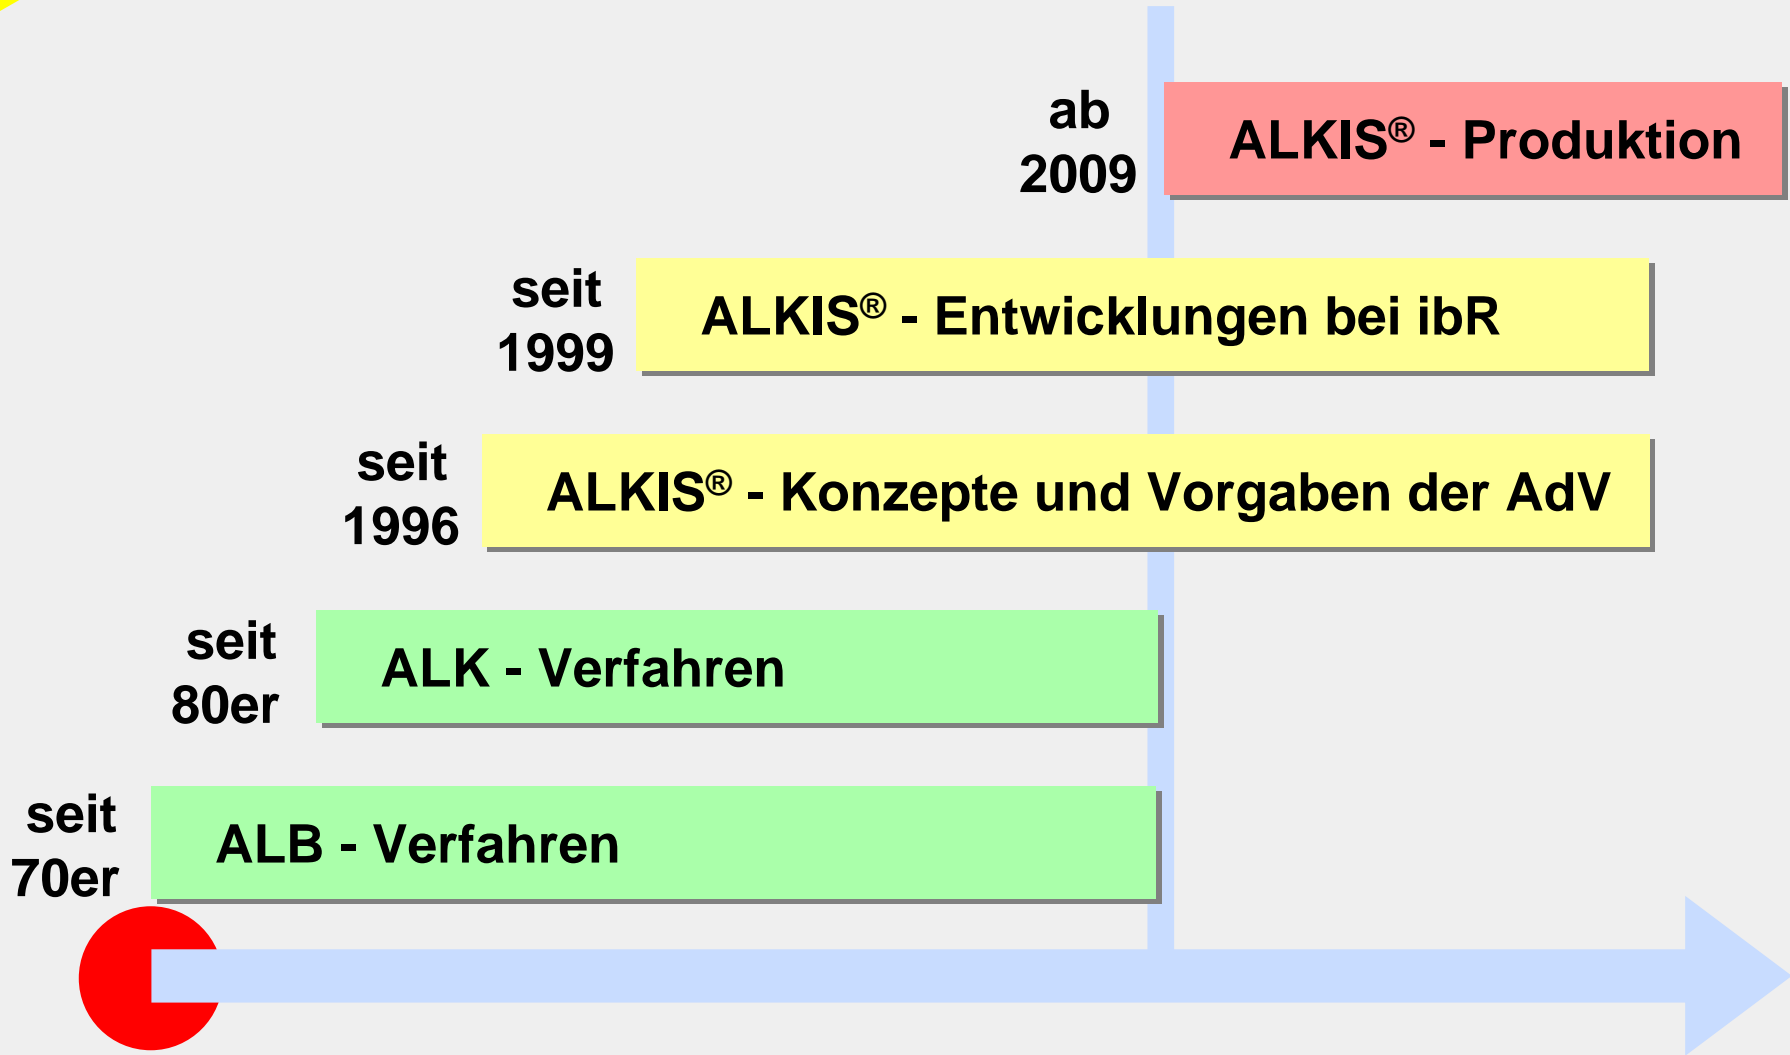 ab
2009
ALKIS® - Produktion
seit
1999
ALKIS® - Entwicklungen bei ibR
seit
1996
ALKIS® - Konzepte und Vorgaben der AdV
seit
80er
ALK - Verfahren
seit
70er
ALB - Verfahren